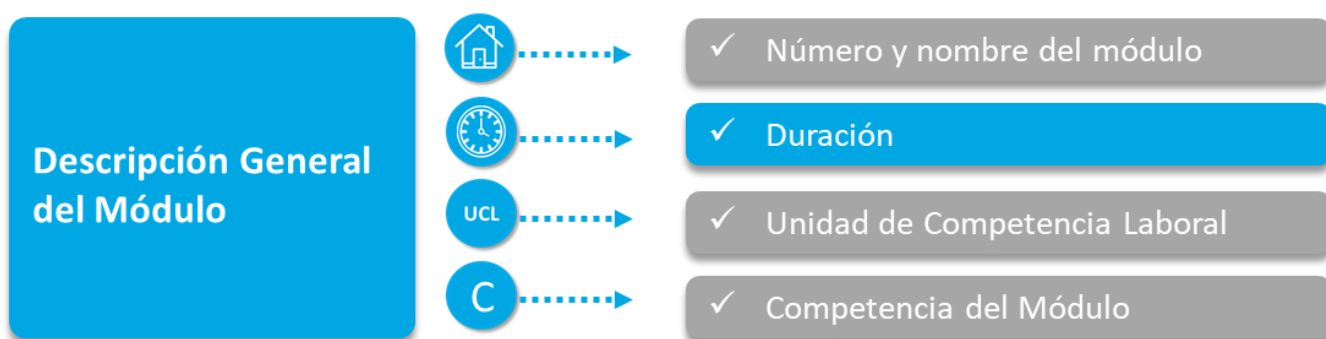 Descripción General
del Módulo
✓ Número y nombre del módulo
✓ Duración
UCL
✓ Unidad de Competencia Laboral
C
✓ Competencia del Módulo